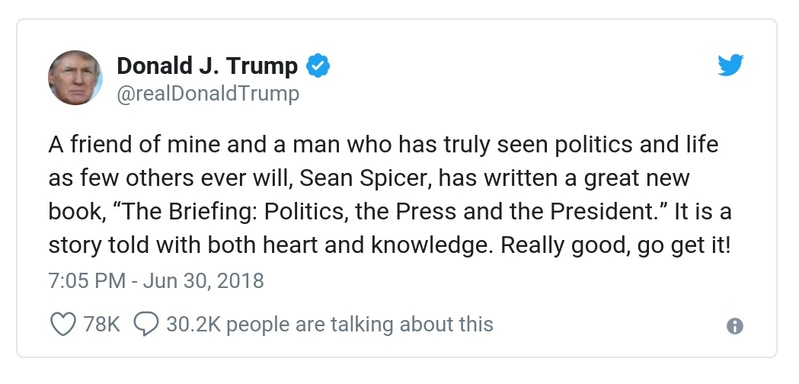 Donald J. Trump
@realDonaldTrump
A friend of mine and a man who has truly seen politics and life
as few others ever will, Sean Spicer, has written a great new
book, “The Briefing: Politics, the Press and the President.” It is a
story told with both heart and knowledge. Really good, go get it!
7:05 PM - Jun 30, 2018
78K 30.2K people are talking about this